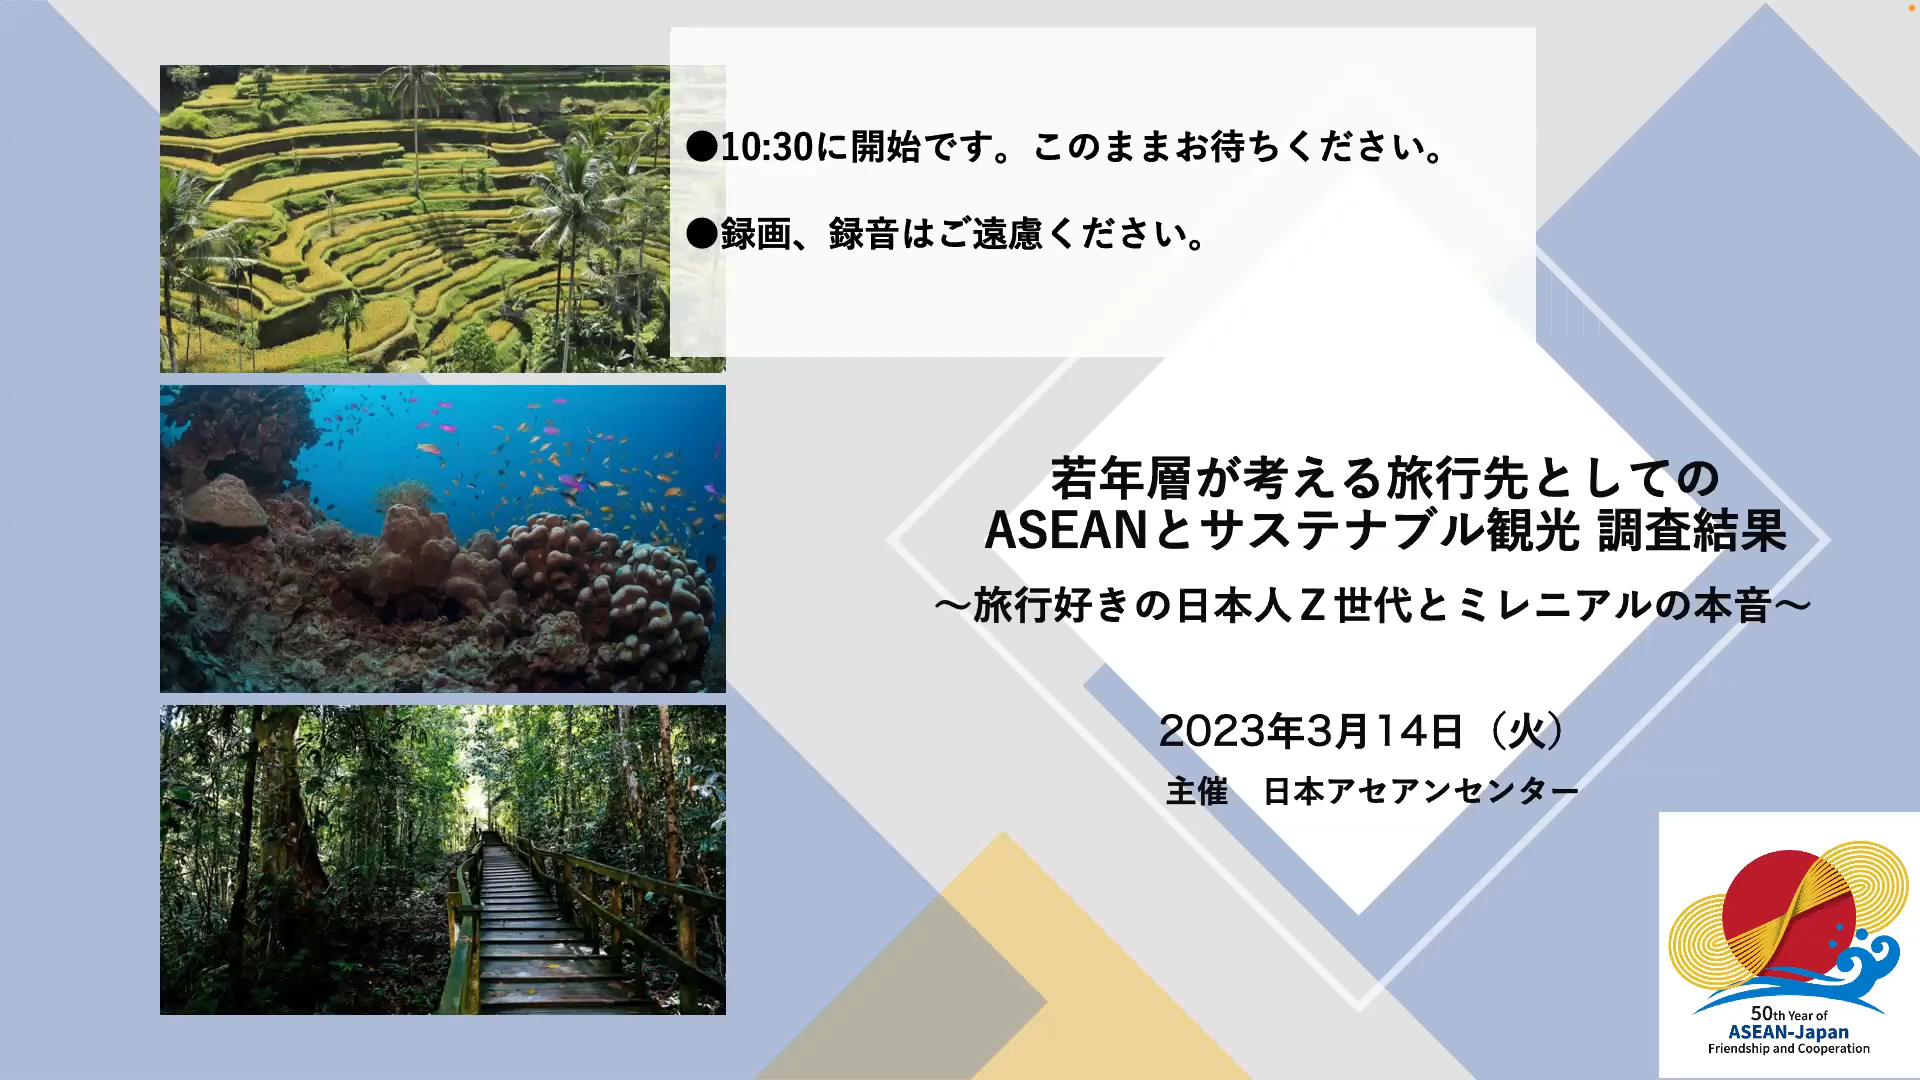 ●10:30に開始です。このままお待ちください。
●録画、録音はご遠慮ください。
若年層が考える旅行先としての
ASEANとサステナブル観光 調査結果
～旅行好きの日本人Z世代とミレニアルの本音～
2023年3月14日（火）
主催　日本アセアンセンター
50th Year of
ASEAN-Japan
Friendship and Cooperation